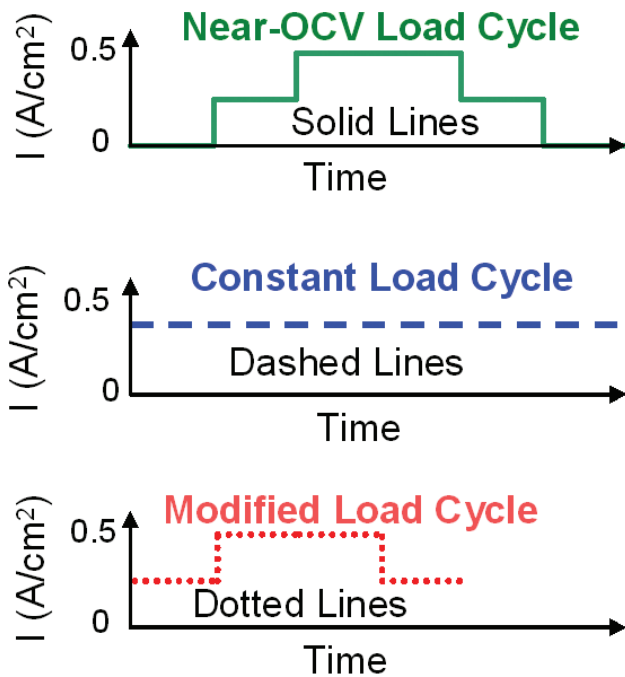 Near-OCV Load Cycle
I (A/cm²)
0.5
0
Solid Lines
Time
Constant Load Cycle
I (A/cm²)
0.5
0
Dashed Lines
Time
Modified Load Cycle
I (A/cm²)
0.5
0
Dotted Lines
Time